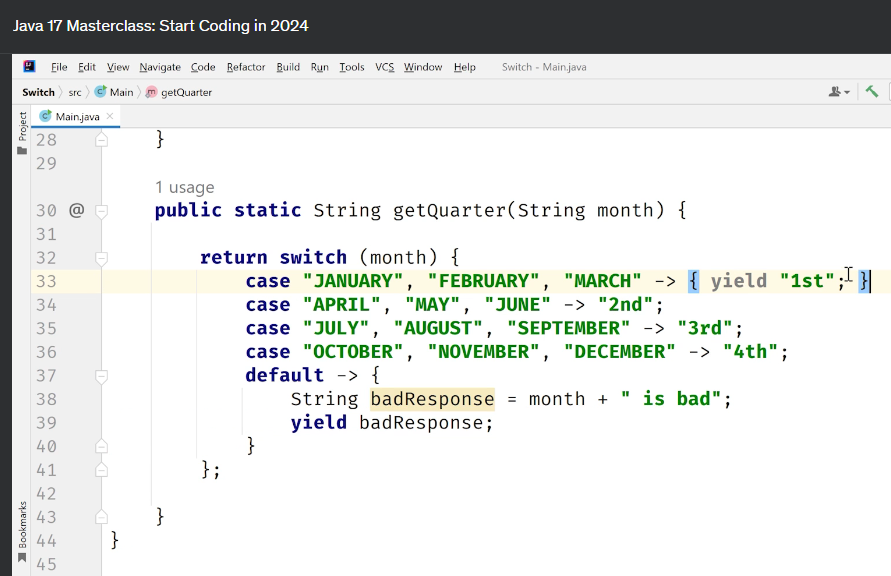 Java 17 Masterclass: Start Coding in 2024
File Edit View Navigate Code Refactor Build Run Tools VCS Window Help Switch - Main.java
Switch src Main getQuarter
Project
Main.java
28 }
29
1 usage
30 @ public static String getQuarter(String month) {
31
32 return switch (month) {
33 case "JANUARY", "FEBRUARY", "MARCH" -> { yield "1st"; }
34 case "APRIL", "MAY", "JUNE" -> "2nd";
35 case "JULY", "AUGUST", "SEPTEMBER" -> "3rd";
36 case "OCTOBER", "NOVEMBER", "DECEMBER" -> "4th";
37 default -> {
38 String badResponse = month + " is bad";
39 yield badResponse;
40 }
41 };
42
43 }
44 }
45
Bookmarks